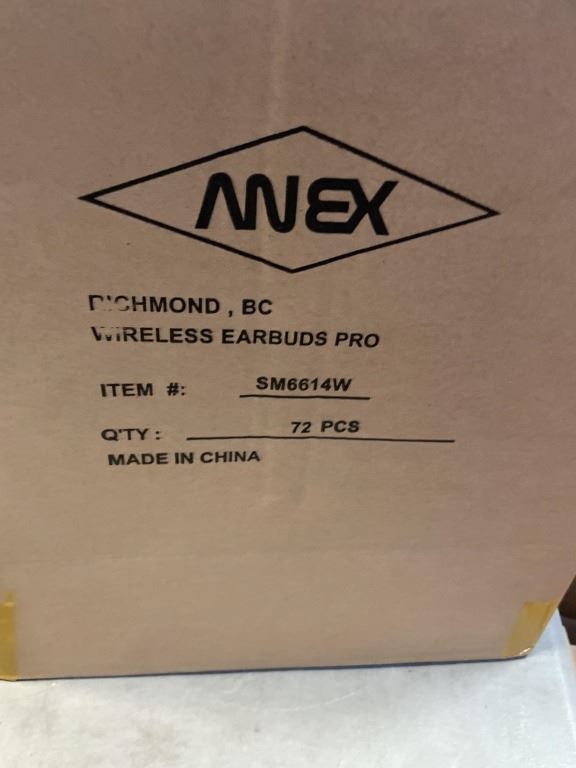 ANEX
RICHMOND , BC
WIRELESS EARBUDS PRO
ITEM #: SM6614W
Q'TY : 72 PCS
MADE IN CHINA